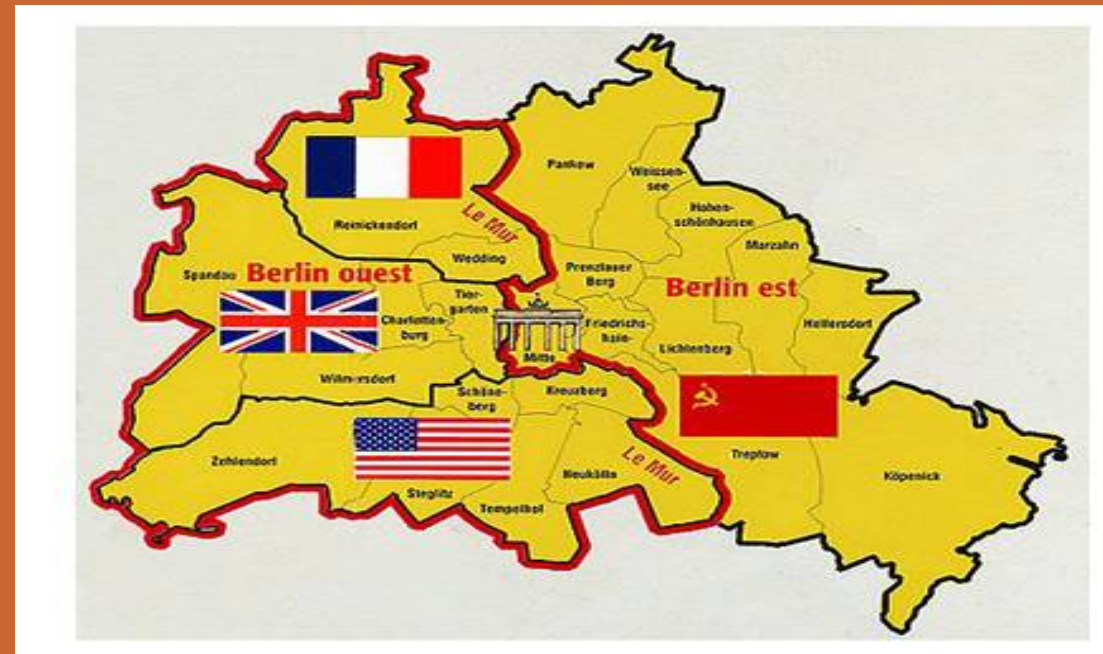 Pankow
Weissen-
see
Hohen-
schönhausen
Reinickendorf
Le Mur
Marzahn
Wedding
Spandau
Berlin ouest
Prenzlauer
Berg
Berlin est
Tier-
garten
Charlotten-
burg
Friedrichs-
hain
Hellersdorf
Mitte
Lichtenberg
Wilmersdorf
Schöne-
berg
Kreuzberg
Zehlendorf
Steglitz
Tempelhof
Neukölln
Le Mur
Treptow
Köpenick